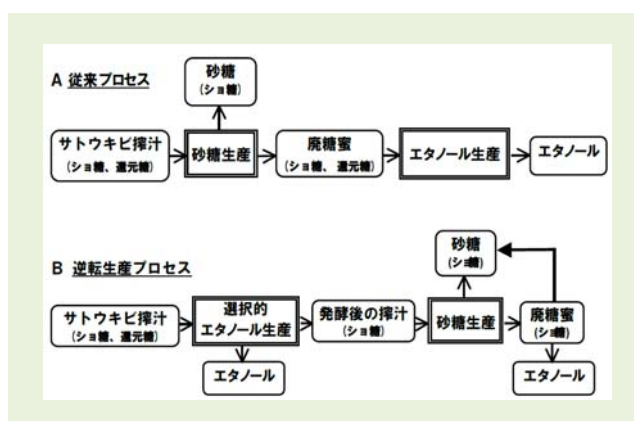 A 従来プロセス
砂糖
(ショ糖)
サトウキビ搾汁
(ショ糖、還元糖)
砂糖生産
廃糖蜜
(ショ糖、還元糖)
エタノール生産
エタノール
B 逆転生産プロセス
砂糖
(ショ糖)
サトウキビ搾汁
(ショ糖、還元糖)
選択的
エタノール生産
発酵後の搾汁
(ショ糖)
砂糖生産
廃糖蜜
(ショ糖)
エタノール
エタノール